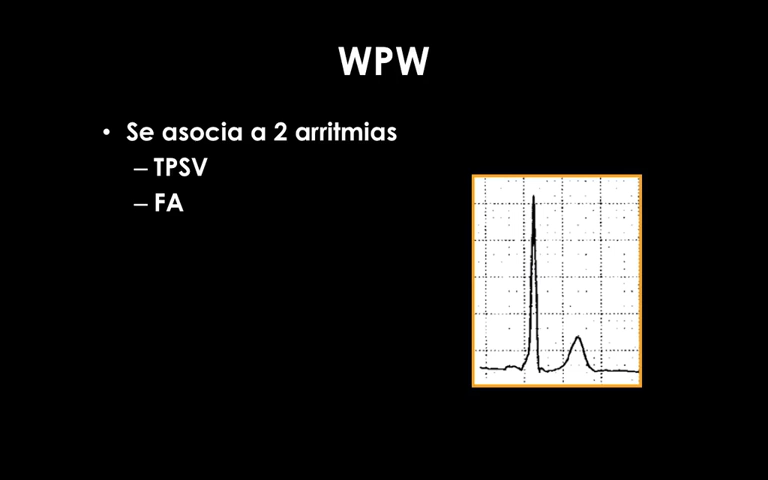 WPW
• Se asocia a 2 arritmias
– TPSV
– FA